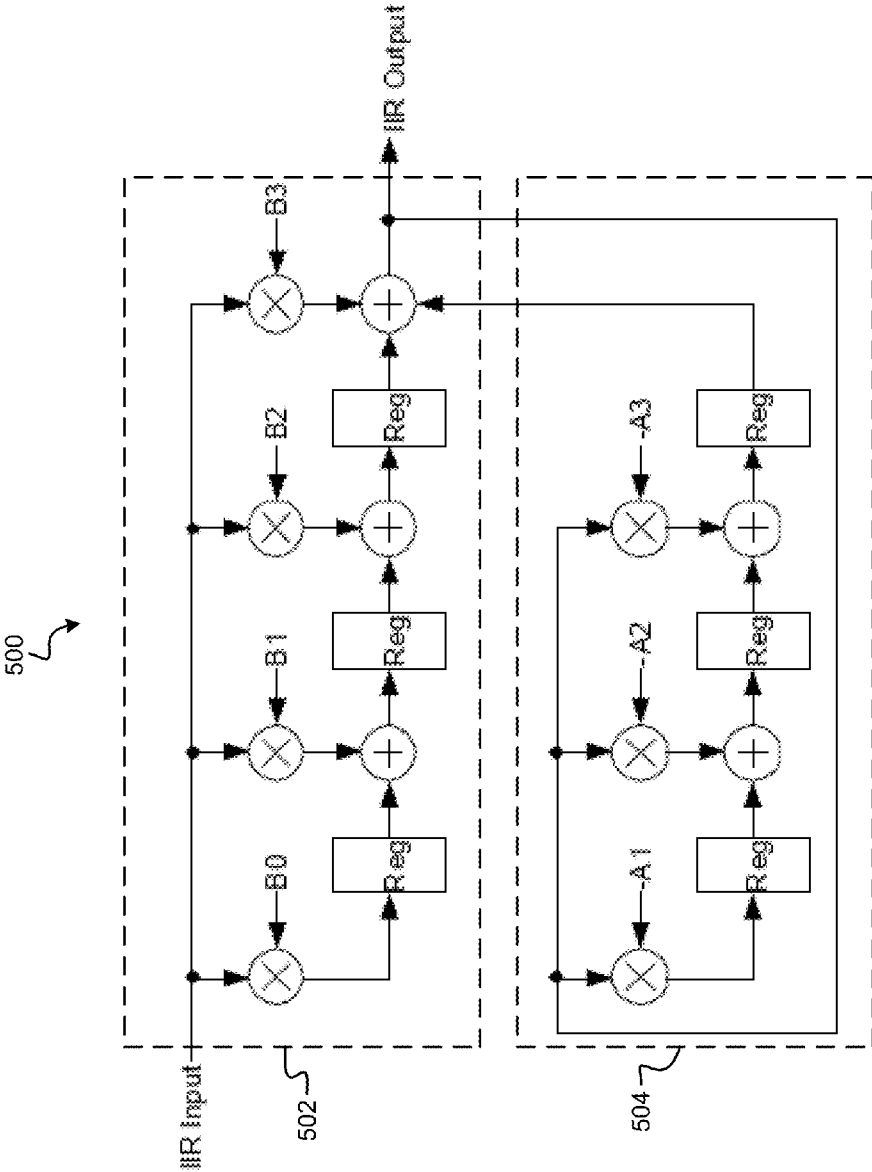 500
IIR Input
B0
B1
B2
B3
Reg
Reg
Reg
IIR Output
502
-A1
-A2
-A3
Reg
Reg
Reg
504